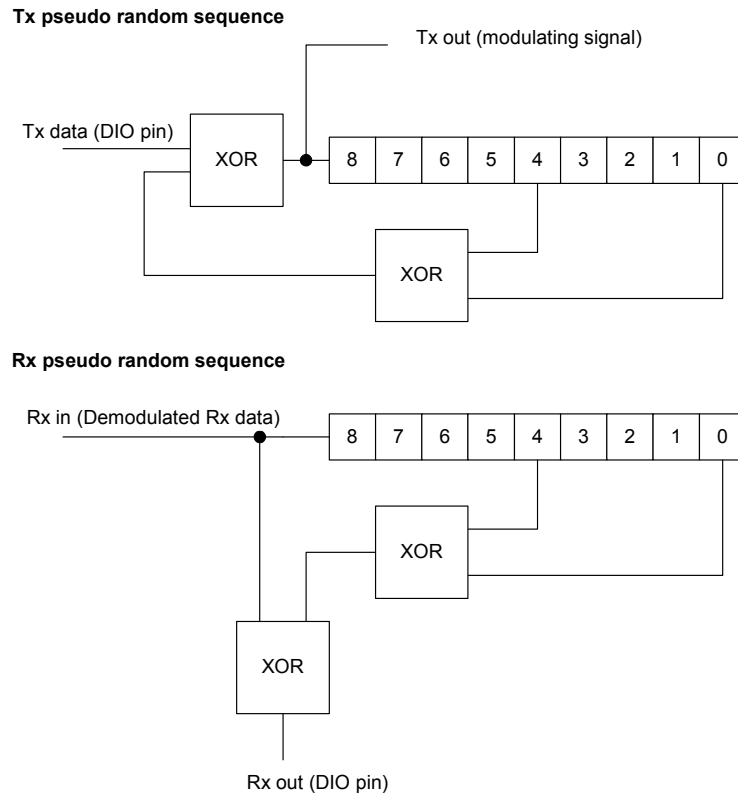 Tx pseudo random sequence
Tx out (modulating signal)
Tx data (DIO pin)
XOR
8 7 6 5 4 3 2 1 0
XOR
Rx pseudo random sequence
Rx in (Demodulated Rx data)
8 7 6 5 4 3 2 1 0
XOR
XOR
Rx out (DIO pin)